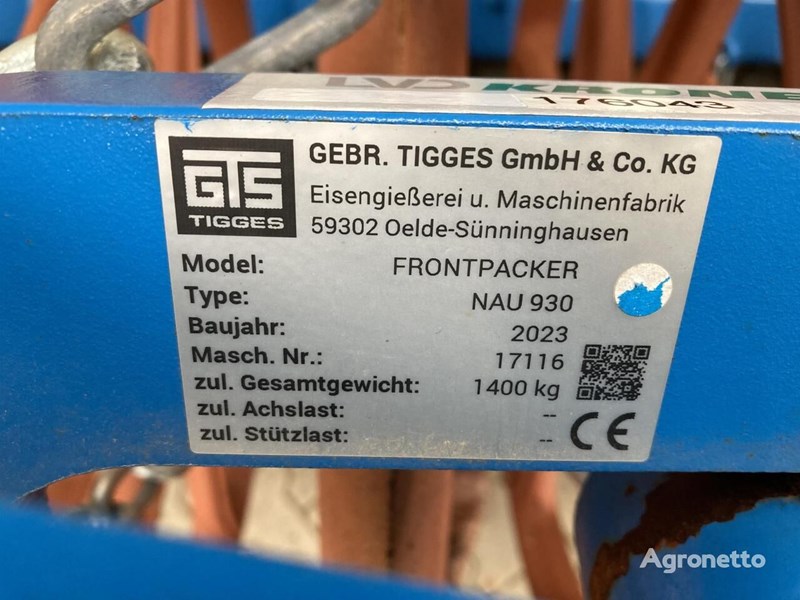 LVD KRONE
176043
GTS
TIGGES
GEBR. TIGGES GmbH & Co. KG
Eisengießerei u. Maschinenfabrik
59302 Oelde-Sünninghausen
Model: FRONTPACKER
Type: NAU 930
Baujahr: 2023
Masch. Nr.: 17116
zul. Gesamtgewicht: 1400 kg
zul. Achslast: --
zul. Stützlast: --
CE
Agronetto